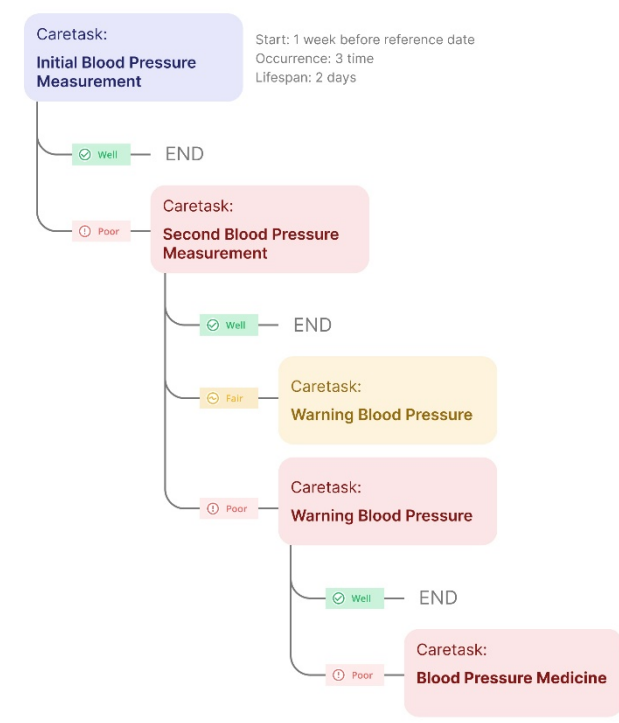 Caretask:
Initial Blood Pressure
Measurement
Start: 1 week before reference date
Occurrence: 3 time
Lifespan: 2 days
Well
END
Poor
Caretask:
Second Blood Pressure
Measurement
Well
END
Fair
Caretask:
Warning Blood Pressure
Poor
Caretask:
Warning Blood Pressure
Well
END
Poor
Caretask:
Blood Pressure Medicine